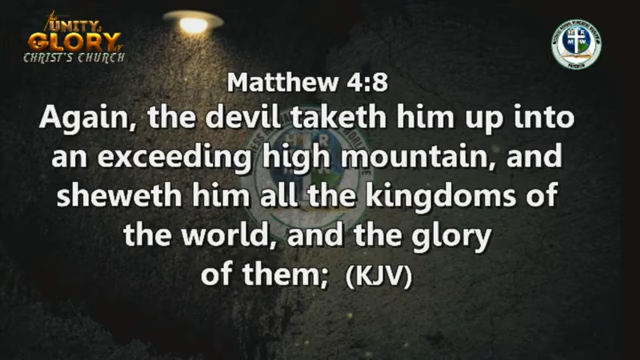 UNITY,
GLORY
CHRIST'S CHURCH
Matthew 4:8
Again, the devil taketh him up into
an exceeding high mountain, and
sheweth him all the kingdoms of
the world, and the glory
of them; (KJV)